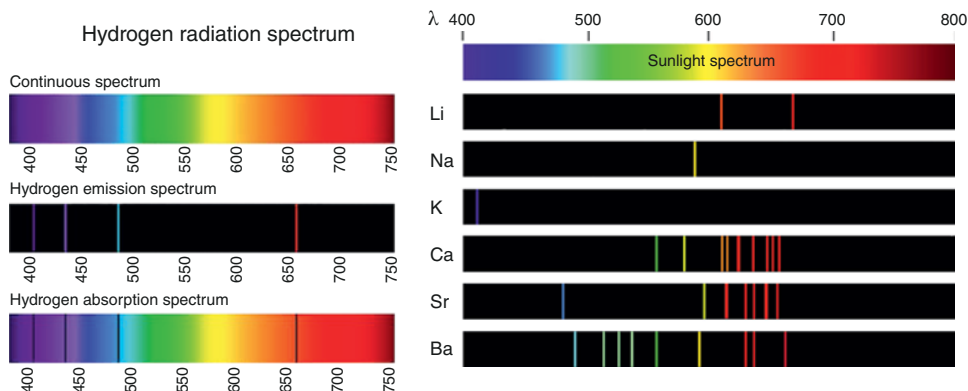 Hydrogen radiation spectrum
Continuous spectrum
400 450 500 550 600 650 700 750
Hydrogen emission spectrum
400 450 500 550 600 650 700 750
Hydrogen absorption spectrum
400 450 500 550 600 650 700 750
λ 400 500 600 700 800
Sunlight spectrum
Li
Na
K
Ca
Sr
Ba